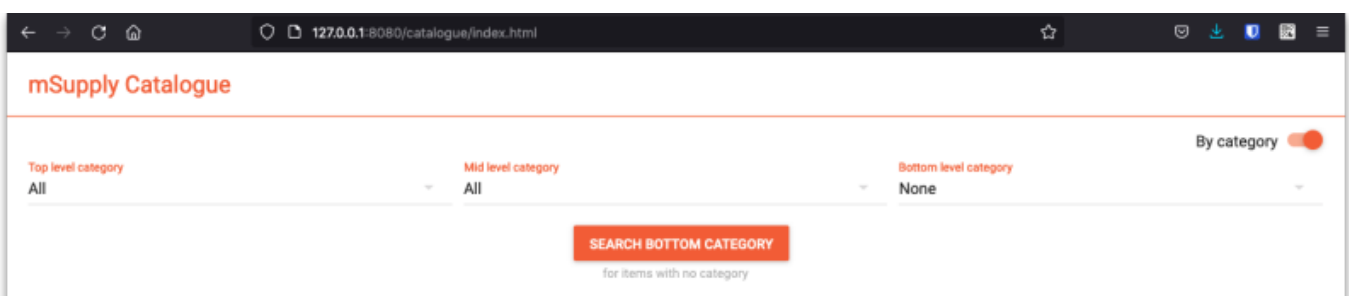 127.0.0.1:8080/catalogue/index.html
mSupply Catalogue
By category
Top level category Mid level category Bottom level category
All All None
SEARCH BOTTOM CATEGORY
for items with no category